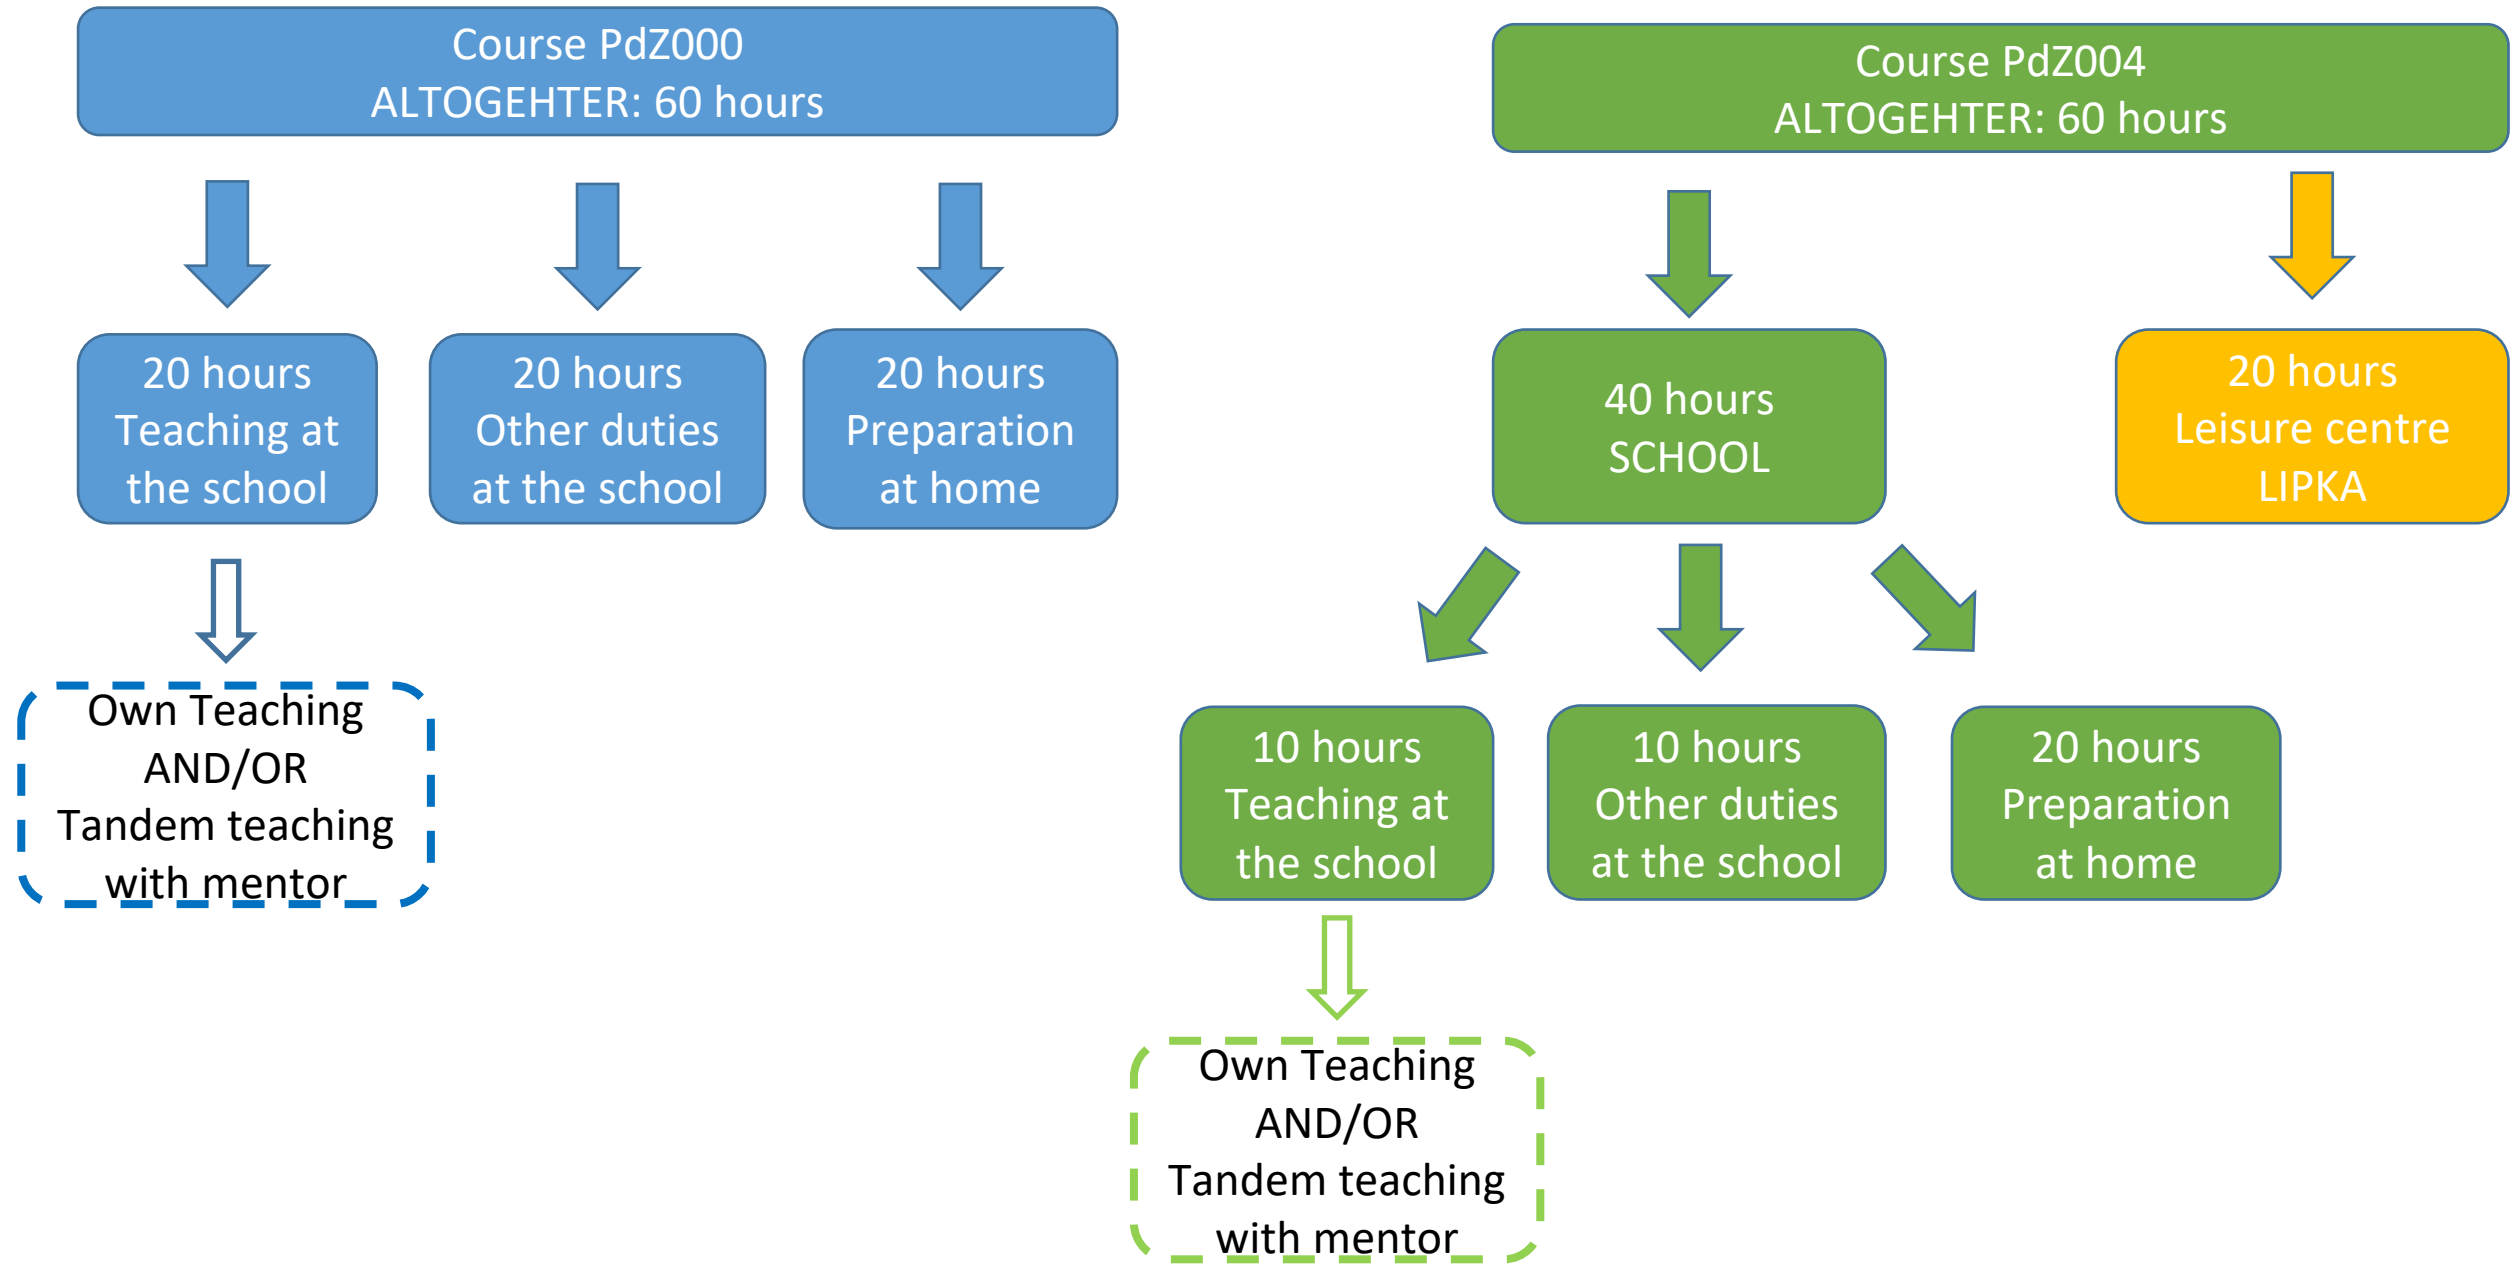 Course PdZ000
ALTOGEHTER: 60 hours
20 hours
Teaching at
the school
20 hours
Other duties
at the school
20 hours
Preparation
at home
Own Teaching
AND/OR
Tandem teaching
with mentor
Course PdZ004
ALTOGEHTER: 60 hours
40 hours
SCHOOL
20 hours
Leisure centre
LIPKA
10 hours
Teaching at
the school
10 hours
Other duties
at the school
20 hours
Preparation
at home
Own Teaching
AND/OR
Tandem teaching
with mentor